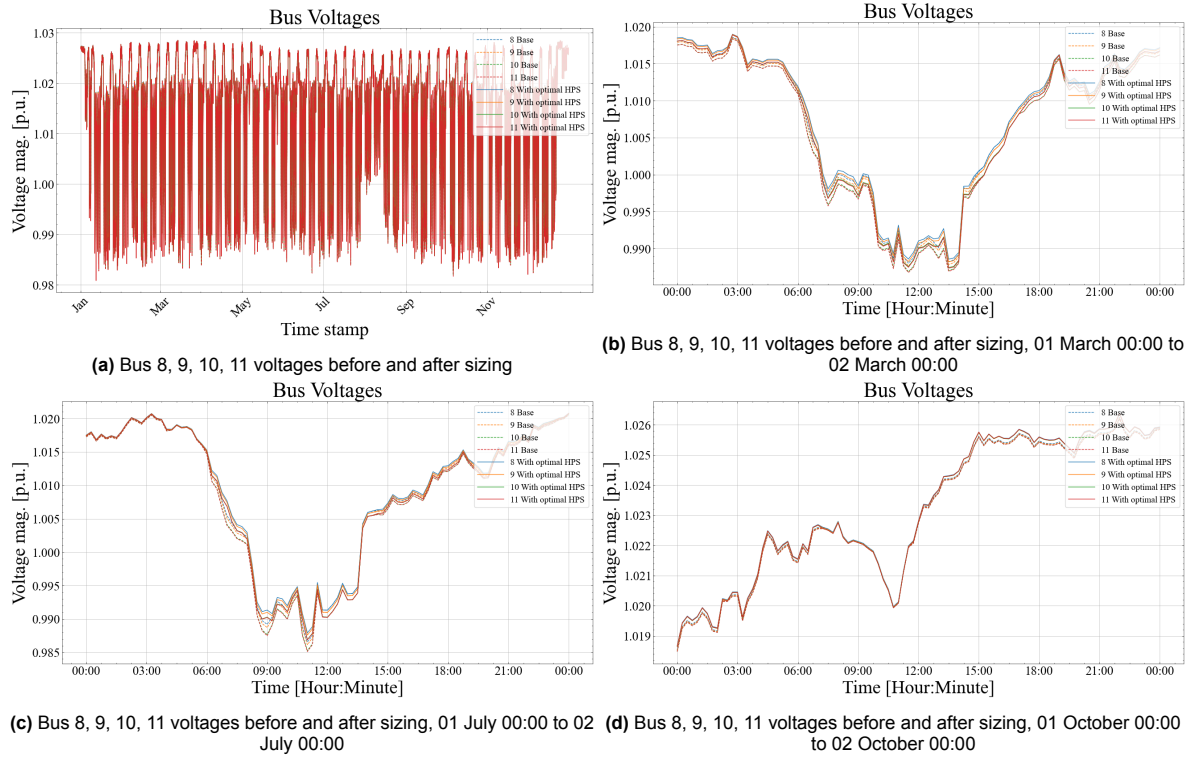 Bus Voltages
Voltage mag. [p.u.]
1.03
1.02
1.01
1.00
0.99
0.98
8 Base
9 Base
10 Base
11 Base
8 With optimal HPS
9 With optimal HPS
10 With optimal HPS
11 With optimal HPS
Jan
Mar
May
Jul
Sep
Nov
Time stamp
(a) Bus 8, 9, 10, 11 voltages before and after sizing
Bus Voltages
Voltage mag. [p.u.]
1.020
1.015
1.010
1.005
1.000
0.995
0.990
8 Base
9 Base
10 Base
11 Base
8 With optimal HPS
9 With optimal HPS
10 With optimal HPS
11 With optimal HPS
00:00 03:00 06:00 09:00 12:00 15:00 18:00 21:00 00:00
Time [Hour:Minute]
(b) Bus 8, 9, 10, 11 voltages before and after sizing, 01 March 00:00 to
02 March 00:00
Bus Voltages
Voltage mag. [p.u.]
1.020
1.015
1.010
1.005
1.000
0.995
0.990
0.985
8 Base
9 Base
10 Base
11 Base
8 With optimal HPS
9 With optimal HPS
10 With optimal HPS
11 With optimal HPS
00:00 03:00 06:00 09:00 12:00 15:00 18:00 21:00 00:00
Time [Hour:Minute]
(c) Bus 8, 9, 10, 11 voltages before and after sizing, 01 July 00:00 to 02
July 00:00
Bus Voltages
Voltage mag. [p.u.]
1.026
1.025
1.024
1.023
1.022
1.021
1.020
1.019
8 Base
9 Base
10 Base
11 Base
8 With optimal HPS
9 With optimal HPS
10 With optimal HPS
11 With optimal HPS
00:00 03:00 06:00 09:00 12:00 15:00 18:00 21:00 00:00
Time [Hour:Minute]
(d) Bus 8, 9, 10, 11 voltages before and after sizing, 01 October 00:00
to 02 October 00:00